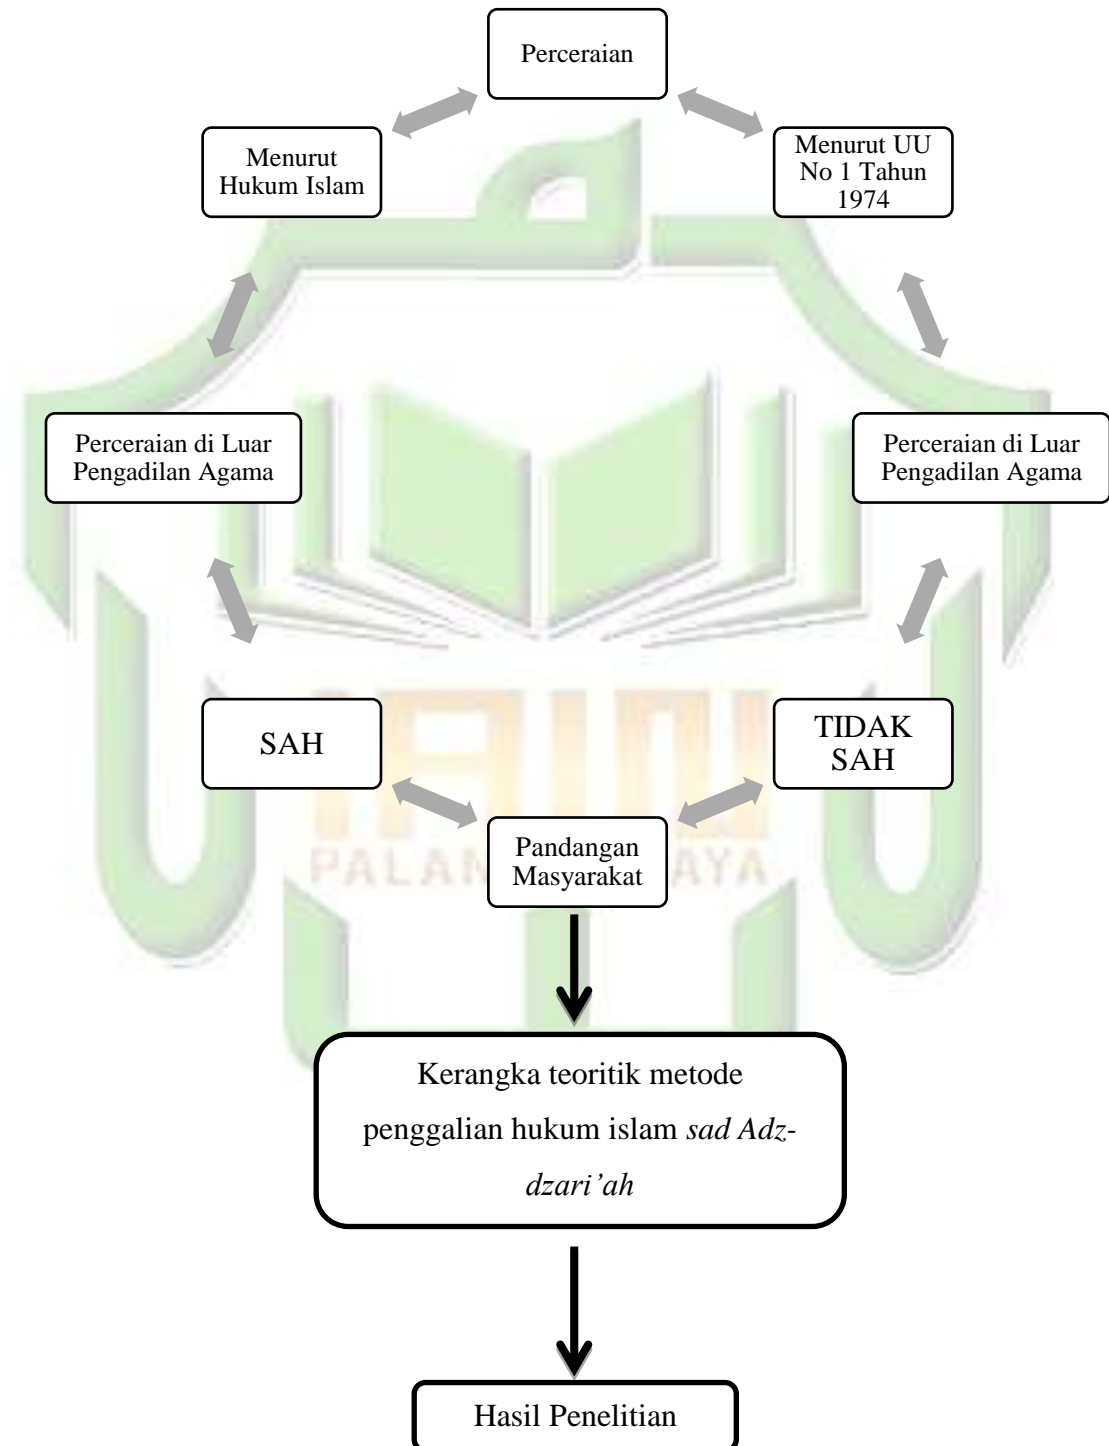 Perceraian
Menurut
Hukum Islam
Menurut UU
No 1 Tahun
1974
Perceraian di Luar
Pengadilan Agama
Perceraian di Luar
Pengadilan Agama
SAH
TIDAK
SAH
Pandangan
Masyarakat
Kerangka teoritik metode
penggalian hukum islam sad Adz-
dzari’ah
Hasil Penelitian
IAIN